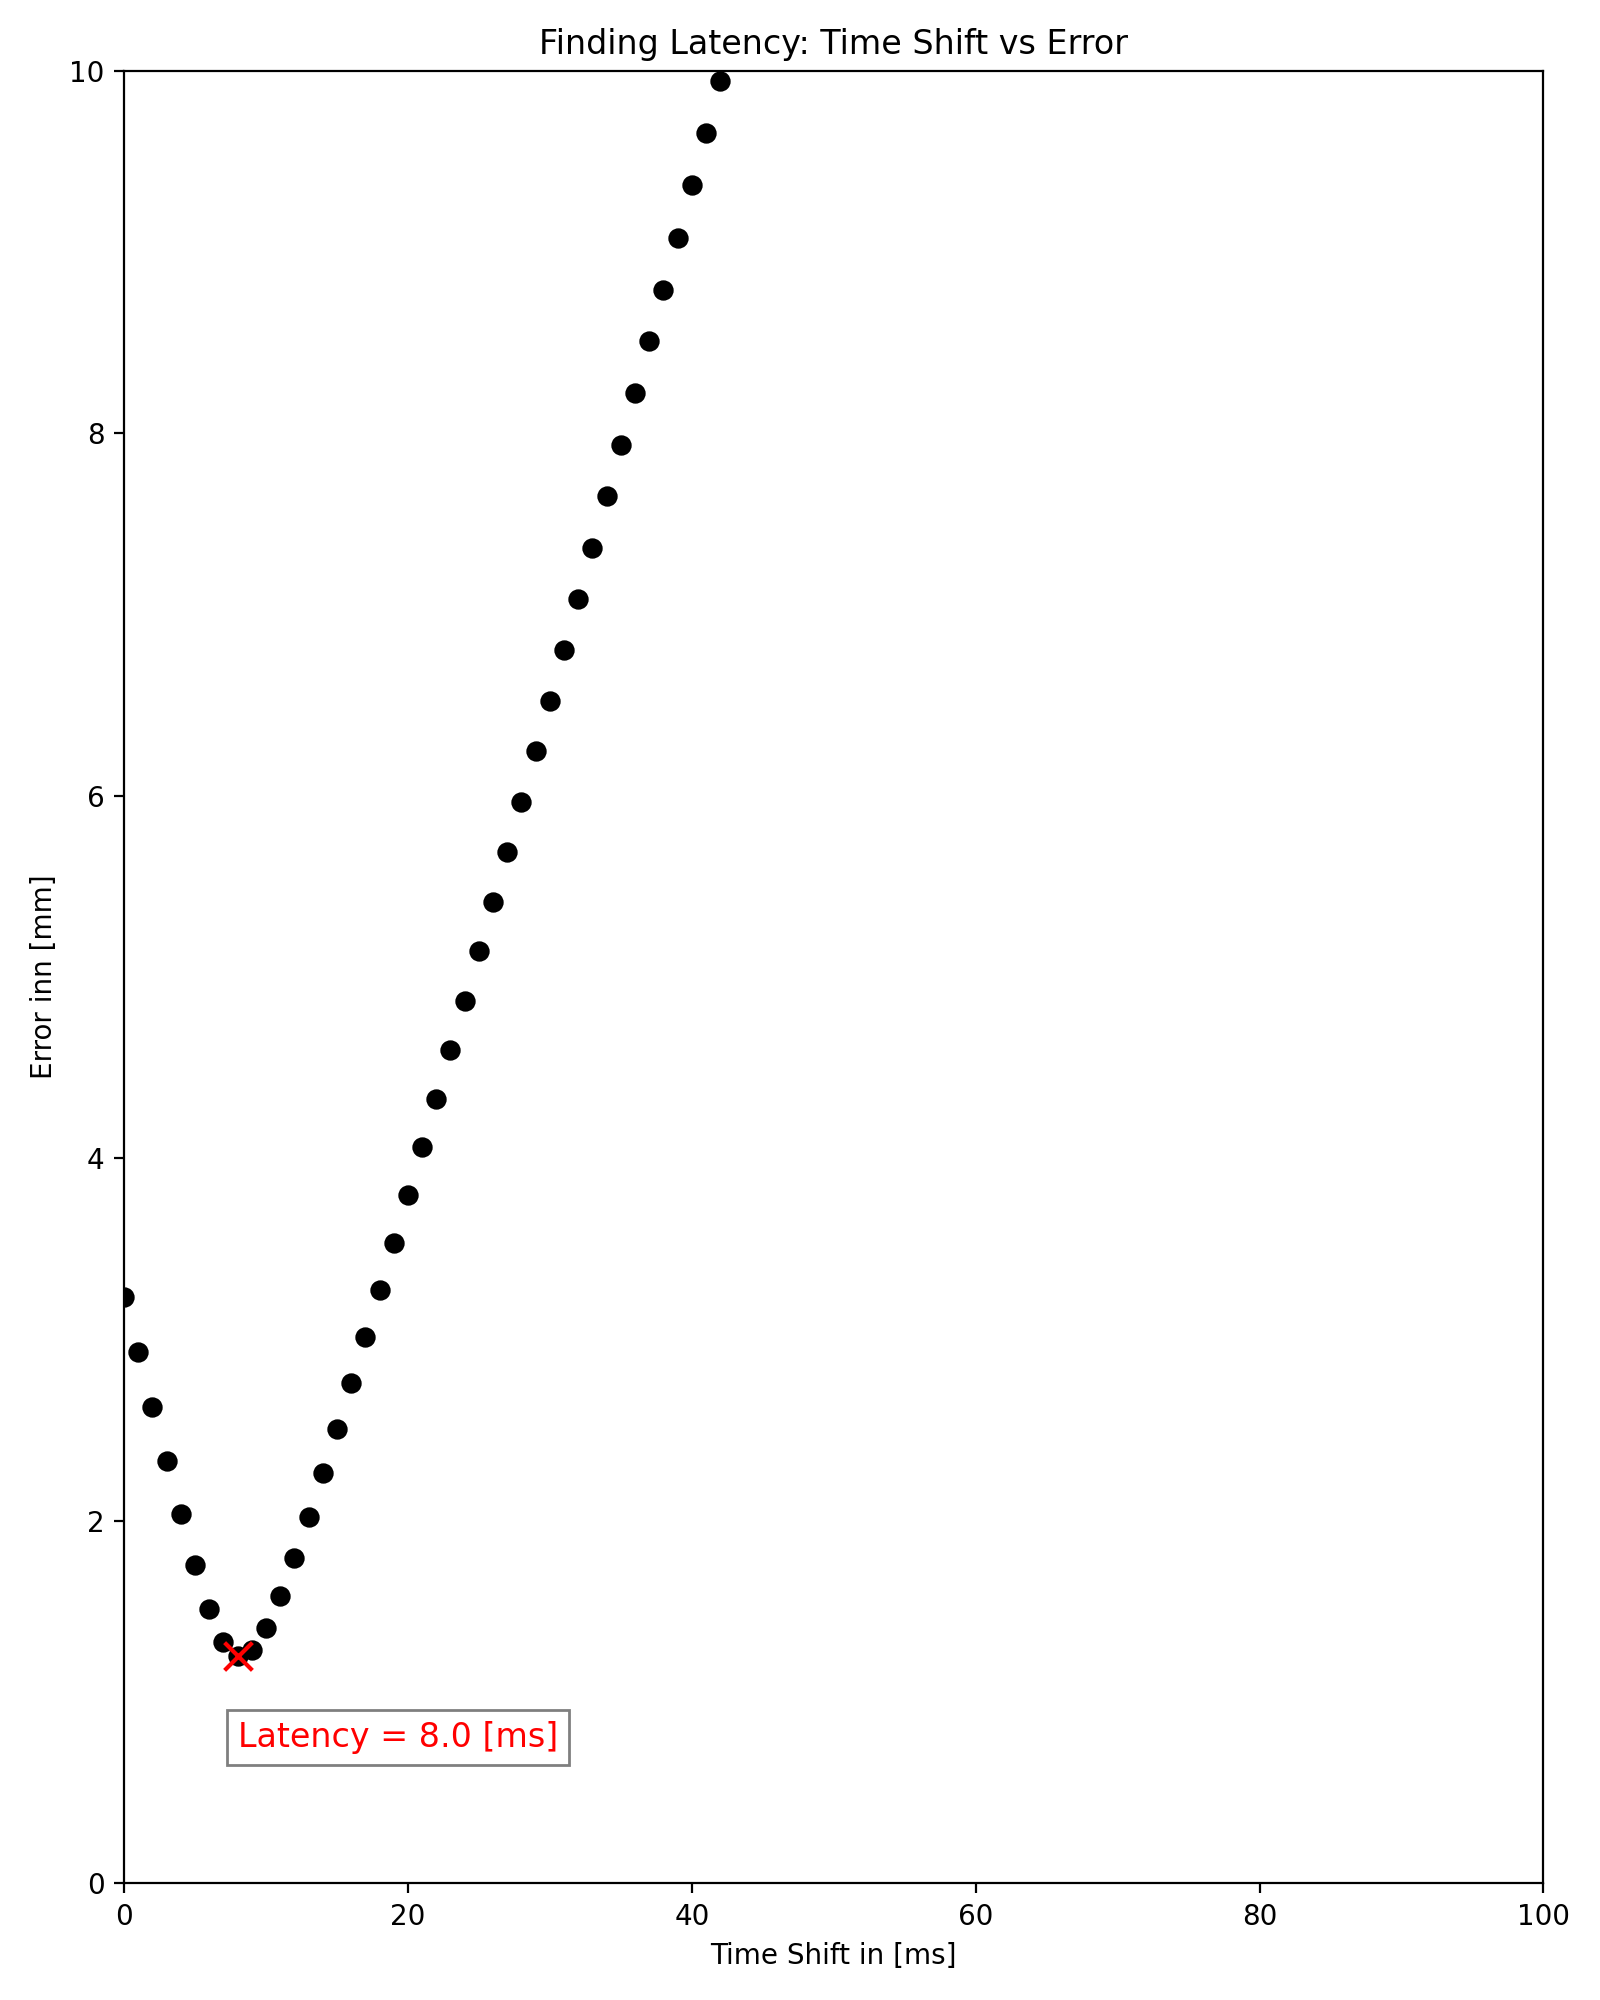 Finding Latency: Time Shift vs Error
10
8
6
4
2
0
Error inn [mm]
Latency = 8.0 [ms]
0 20 40 60 80 100
Time Shift in [ms]